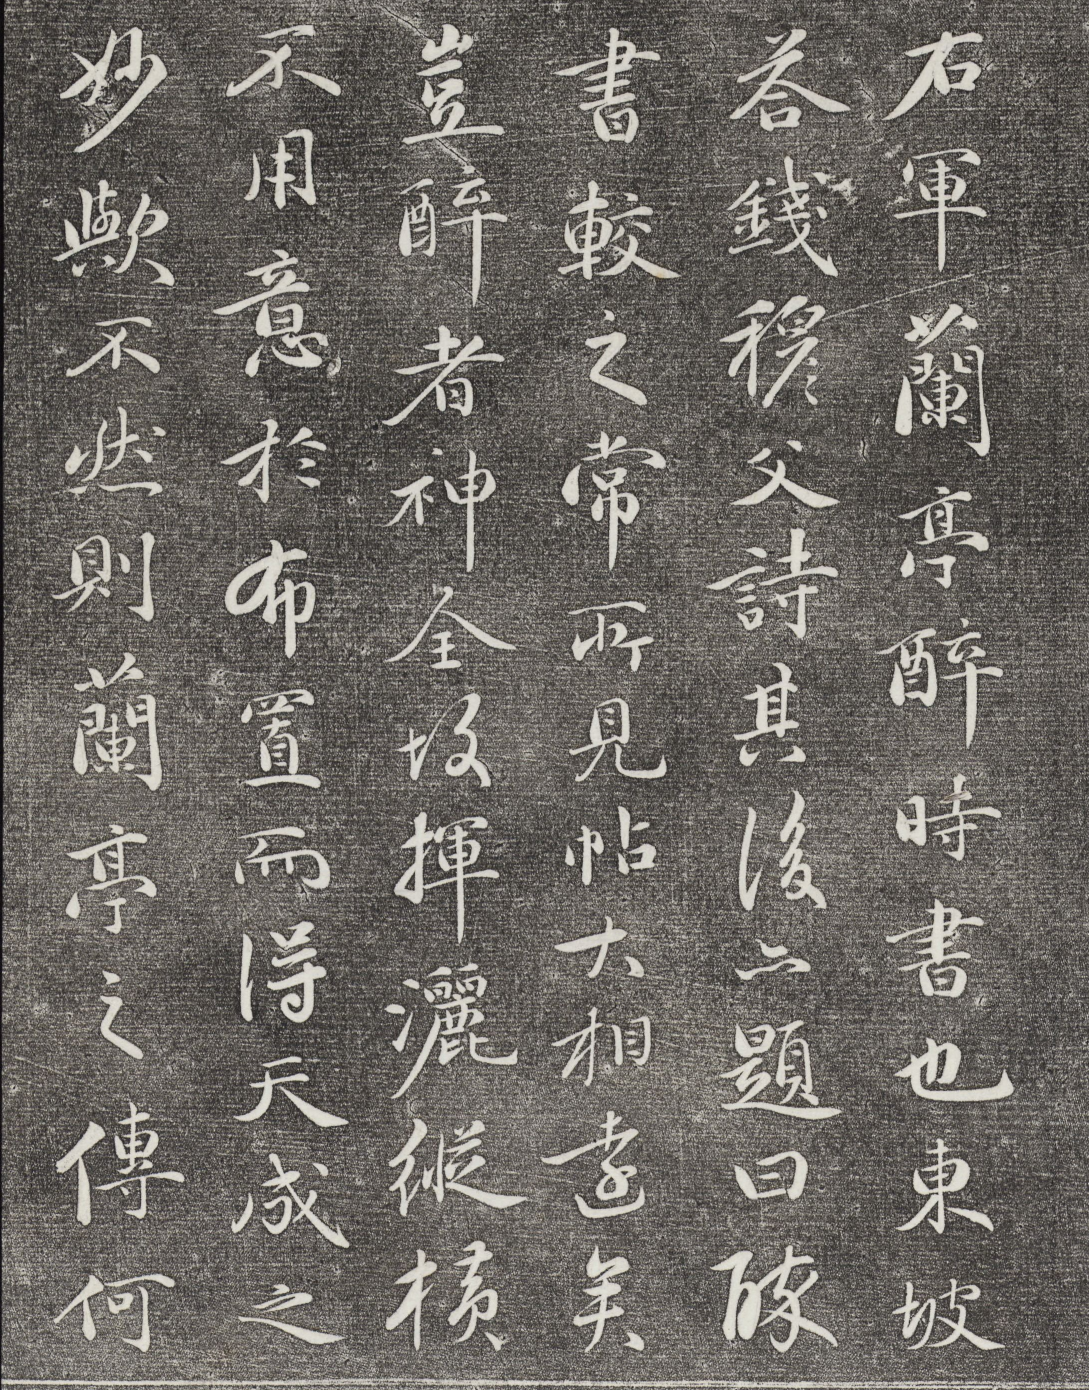 右軍蘭亭醉時書也東坡
答錢穆父詩其後亦題曰醉
書較之常所見帖大相遠矣
豈醉者神全故揮灑縱橫
不用意於布置而得天成之
妙歟不然則蘭亭之傳何